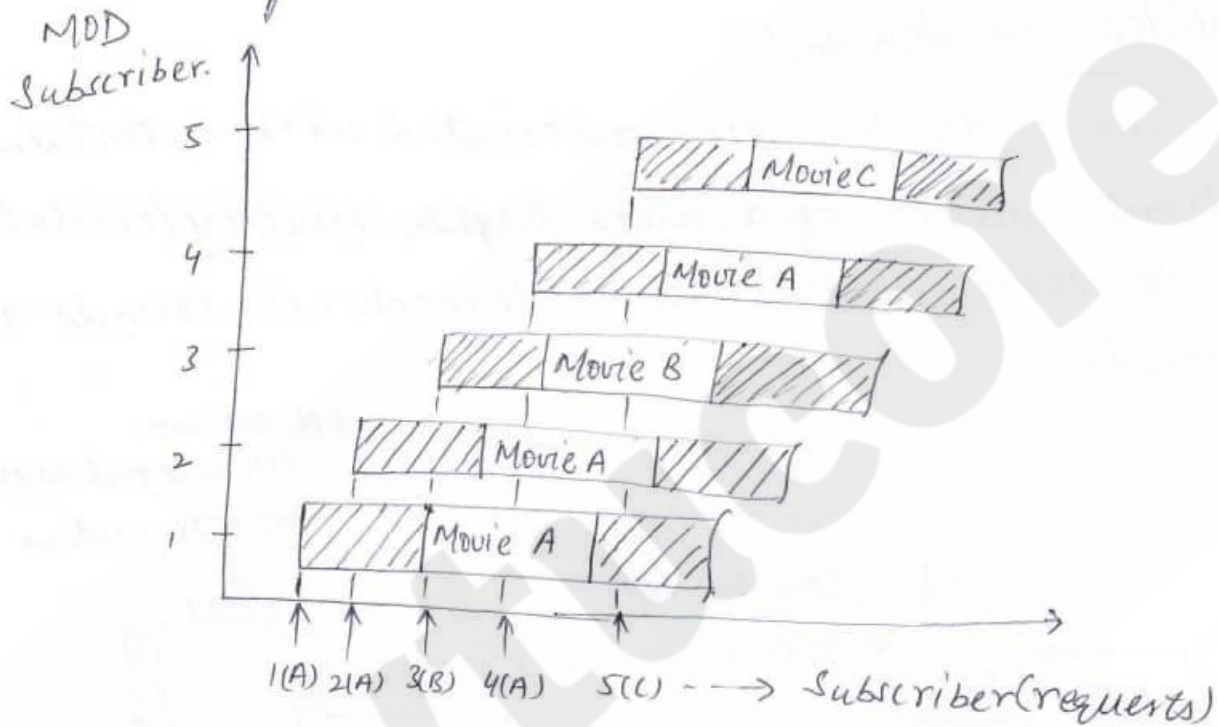 MOD
Subscriber.
5
Movie C
4
Movie A
3
Movie B
2
Movie A
1
Movie A
1(A) 2(A) 3(B) 4(A) 5(C) ---→ Subscriber(requests)